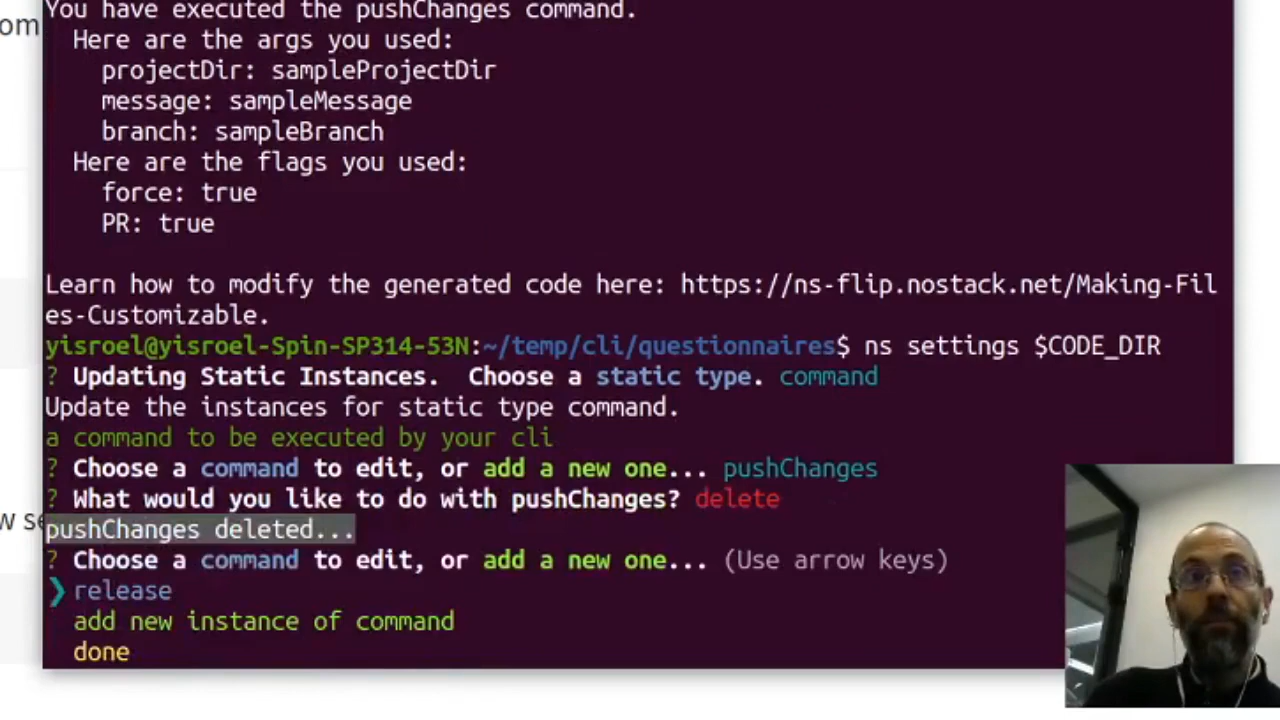 om
You have executed the pushChanges command.
Here are the args you used:
projectDir: sampleProjectDir
message: sampleMessage
branch: sampleBranch
Here are the flags you used:
force: true
PR: true
Learn how to modify the generated code here: https://ns-flip.nostack.net/Making-Fil
es-Customizable.
yisroel@yisroel-Spin-SP314-53N:~/temp/cli/questionnaires$ ns settings $CODE_DIR
? Updating Static Instances.  Choose a static type. command
Update the instances for static type command.
a command to be executed by your cli
? Choose a command to edit, or add a new one... pushChanges
? What would you like to do with pushChanges? delete
w se
pushChanges deleted...
? Choose a command to edit, or add a new one... (Use arrow keys)
❯ release
add new instance of command
done